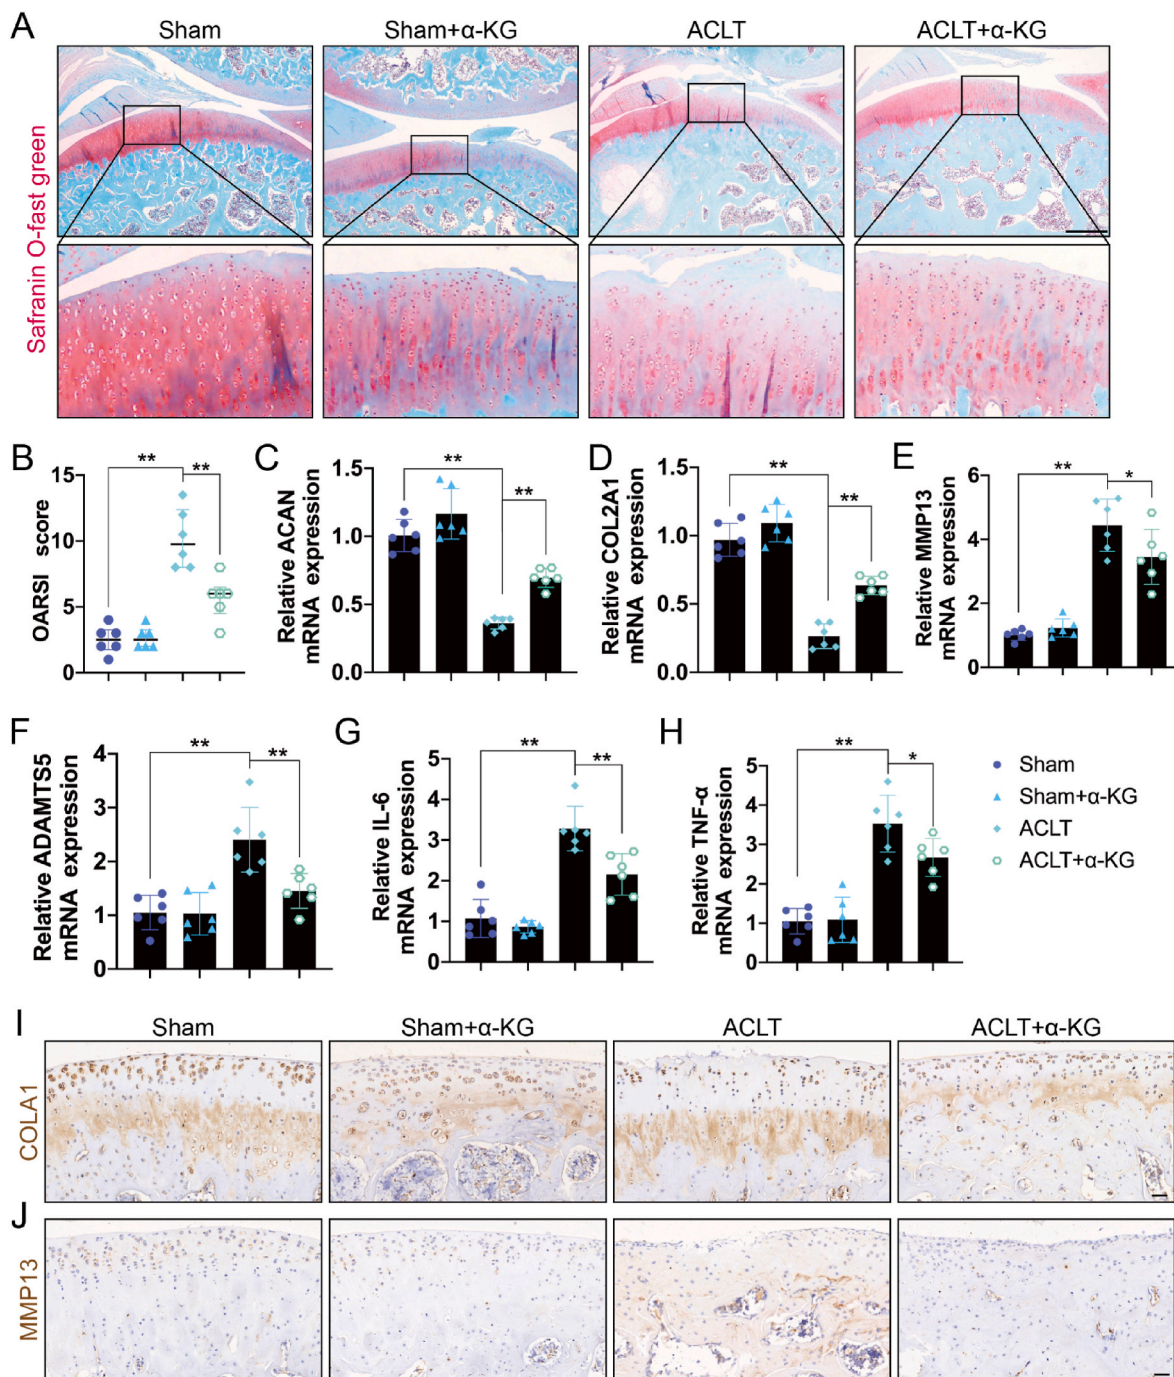 A
Sham
Sham+α-KG
ACLT
ACLT+α-KG
Safranin O-fast green
B
OARSI score
15
10
5
0
**
**
C
Relative ACAN
mRNA expression
1.5
1.0
0.5
0.0
**
**
D
Relative COL2A1
mRNA expression
1.5
1.0
0.5
0.0
**
**
E
Relative MMP13
mRNA expression
6
4
2
0
**
*
F
Relative ADAMTS5
mRNA expression
4
3
2
1
0
**
**
G
Relative IL-6
mRNA expression
5
4
3
2
1
0
**
**
H
Relative TNF-α
mRNA expression
5
4
3
2
1
0
**
*
Sham
Sham+α-KG
ACLT
ACLT+α-KG
I
Sham
Sham+α-KG
ACLT
ACLT+α-KG
COLA1
J
MMP13